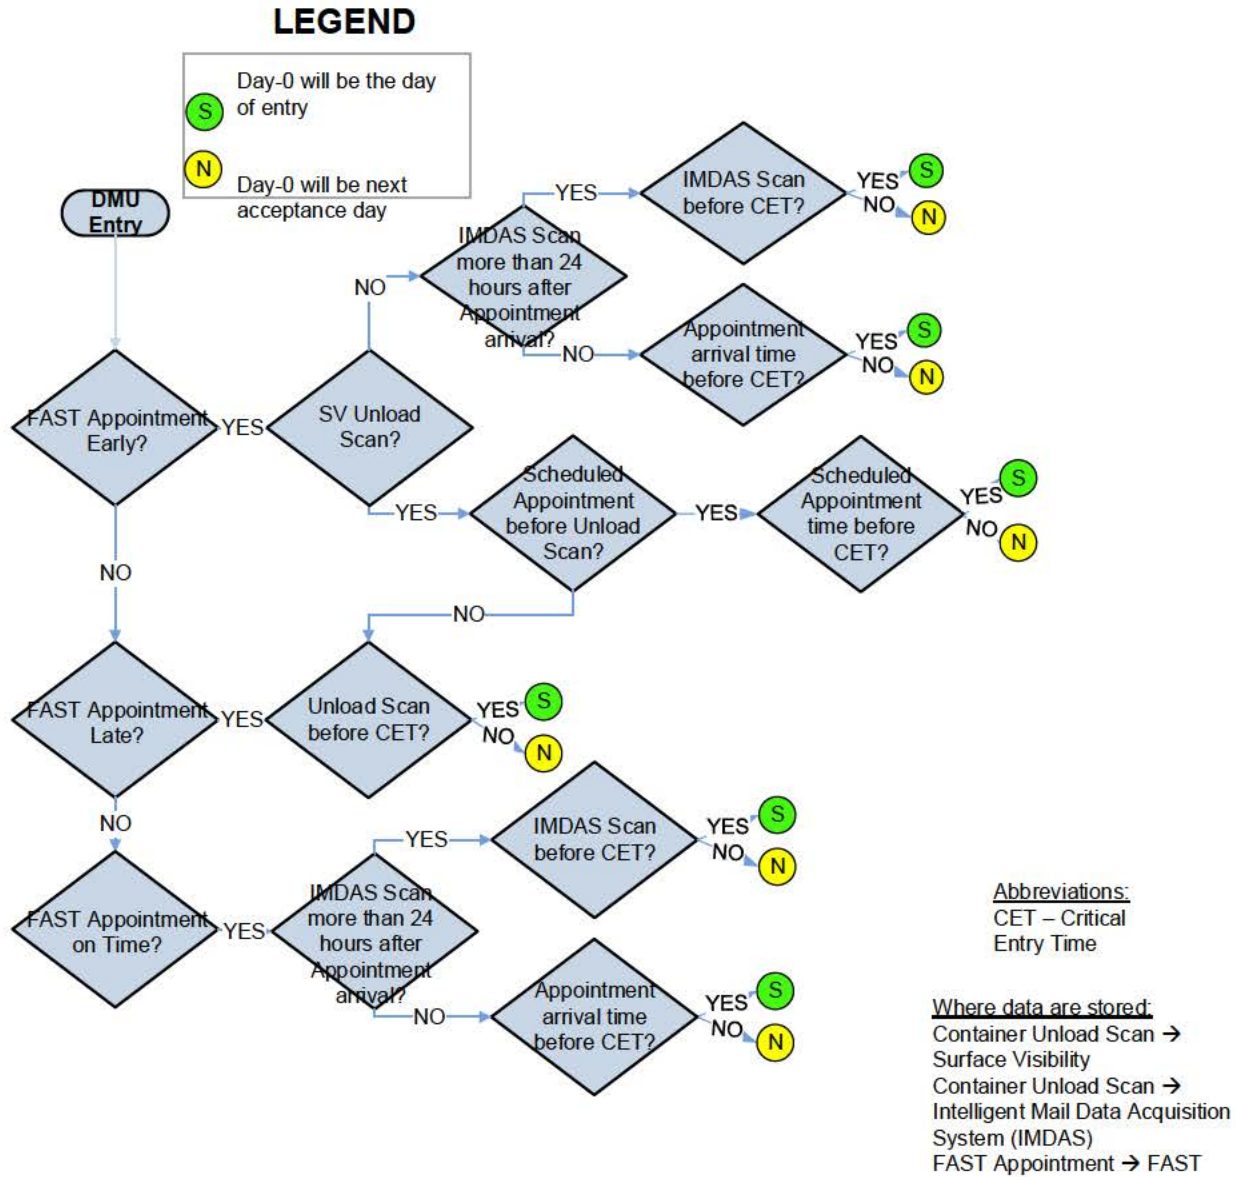 LEGEND
S
Day-0 will be the day
of entry
N
Day-0 will be next
acceptance day
DMU
Entry
FAST Appointment
Early?
YES
SV Unload
Scan?
NO
IMDAS Scan
more than 24
hours after
Appointment
arrival?
YES
IMDAS Scan
before CET?
YES
S
NO
N
NO
Appointment
arrival time
before CET?
YES
S
NO
N
YES
Scheduled
Appointment
before Unload
Scan?
YES
Scheduled
Appointment
time before
CET?
YES
S
NO
N
NO
NO
FAST Appointment
Late?
YES
Unload Scan
before CET?
YES
S
NO
N
NO
FAST Appointment
on Time?
YES
IMDAS Scan
more than 24
hours after
Appointment
arrival?
YES
IMDAS Scan
before CET?
YES
S
NO
N
NO
Appointment
arrival time
before CET?
YES
S
NO
N
Abbreviations:
CET – Critical
Entry Time
Where data are stored:
Container Unload Scan →
Surface Visibility
Container Unload Scan →
Intelligent Mail Data Acquisition
System (IMDAS)
FAST Appointment → FAST